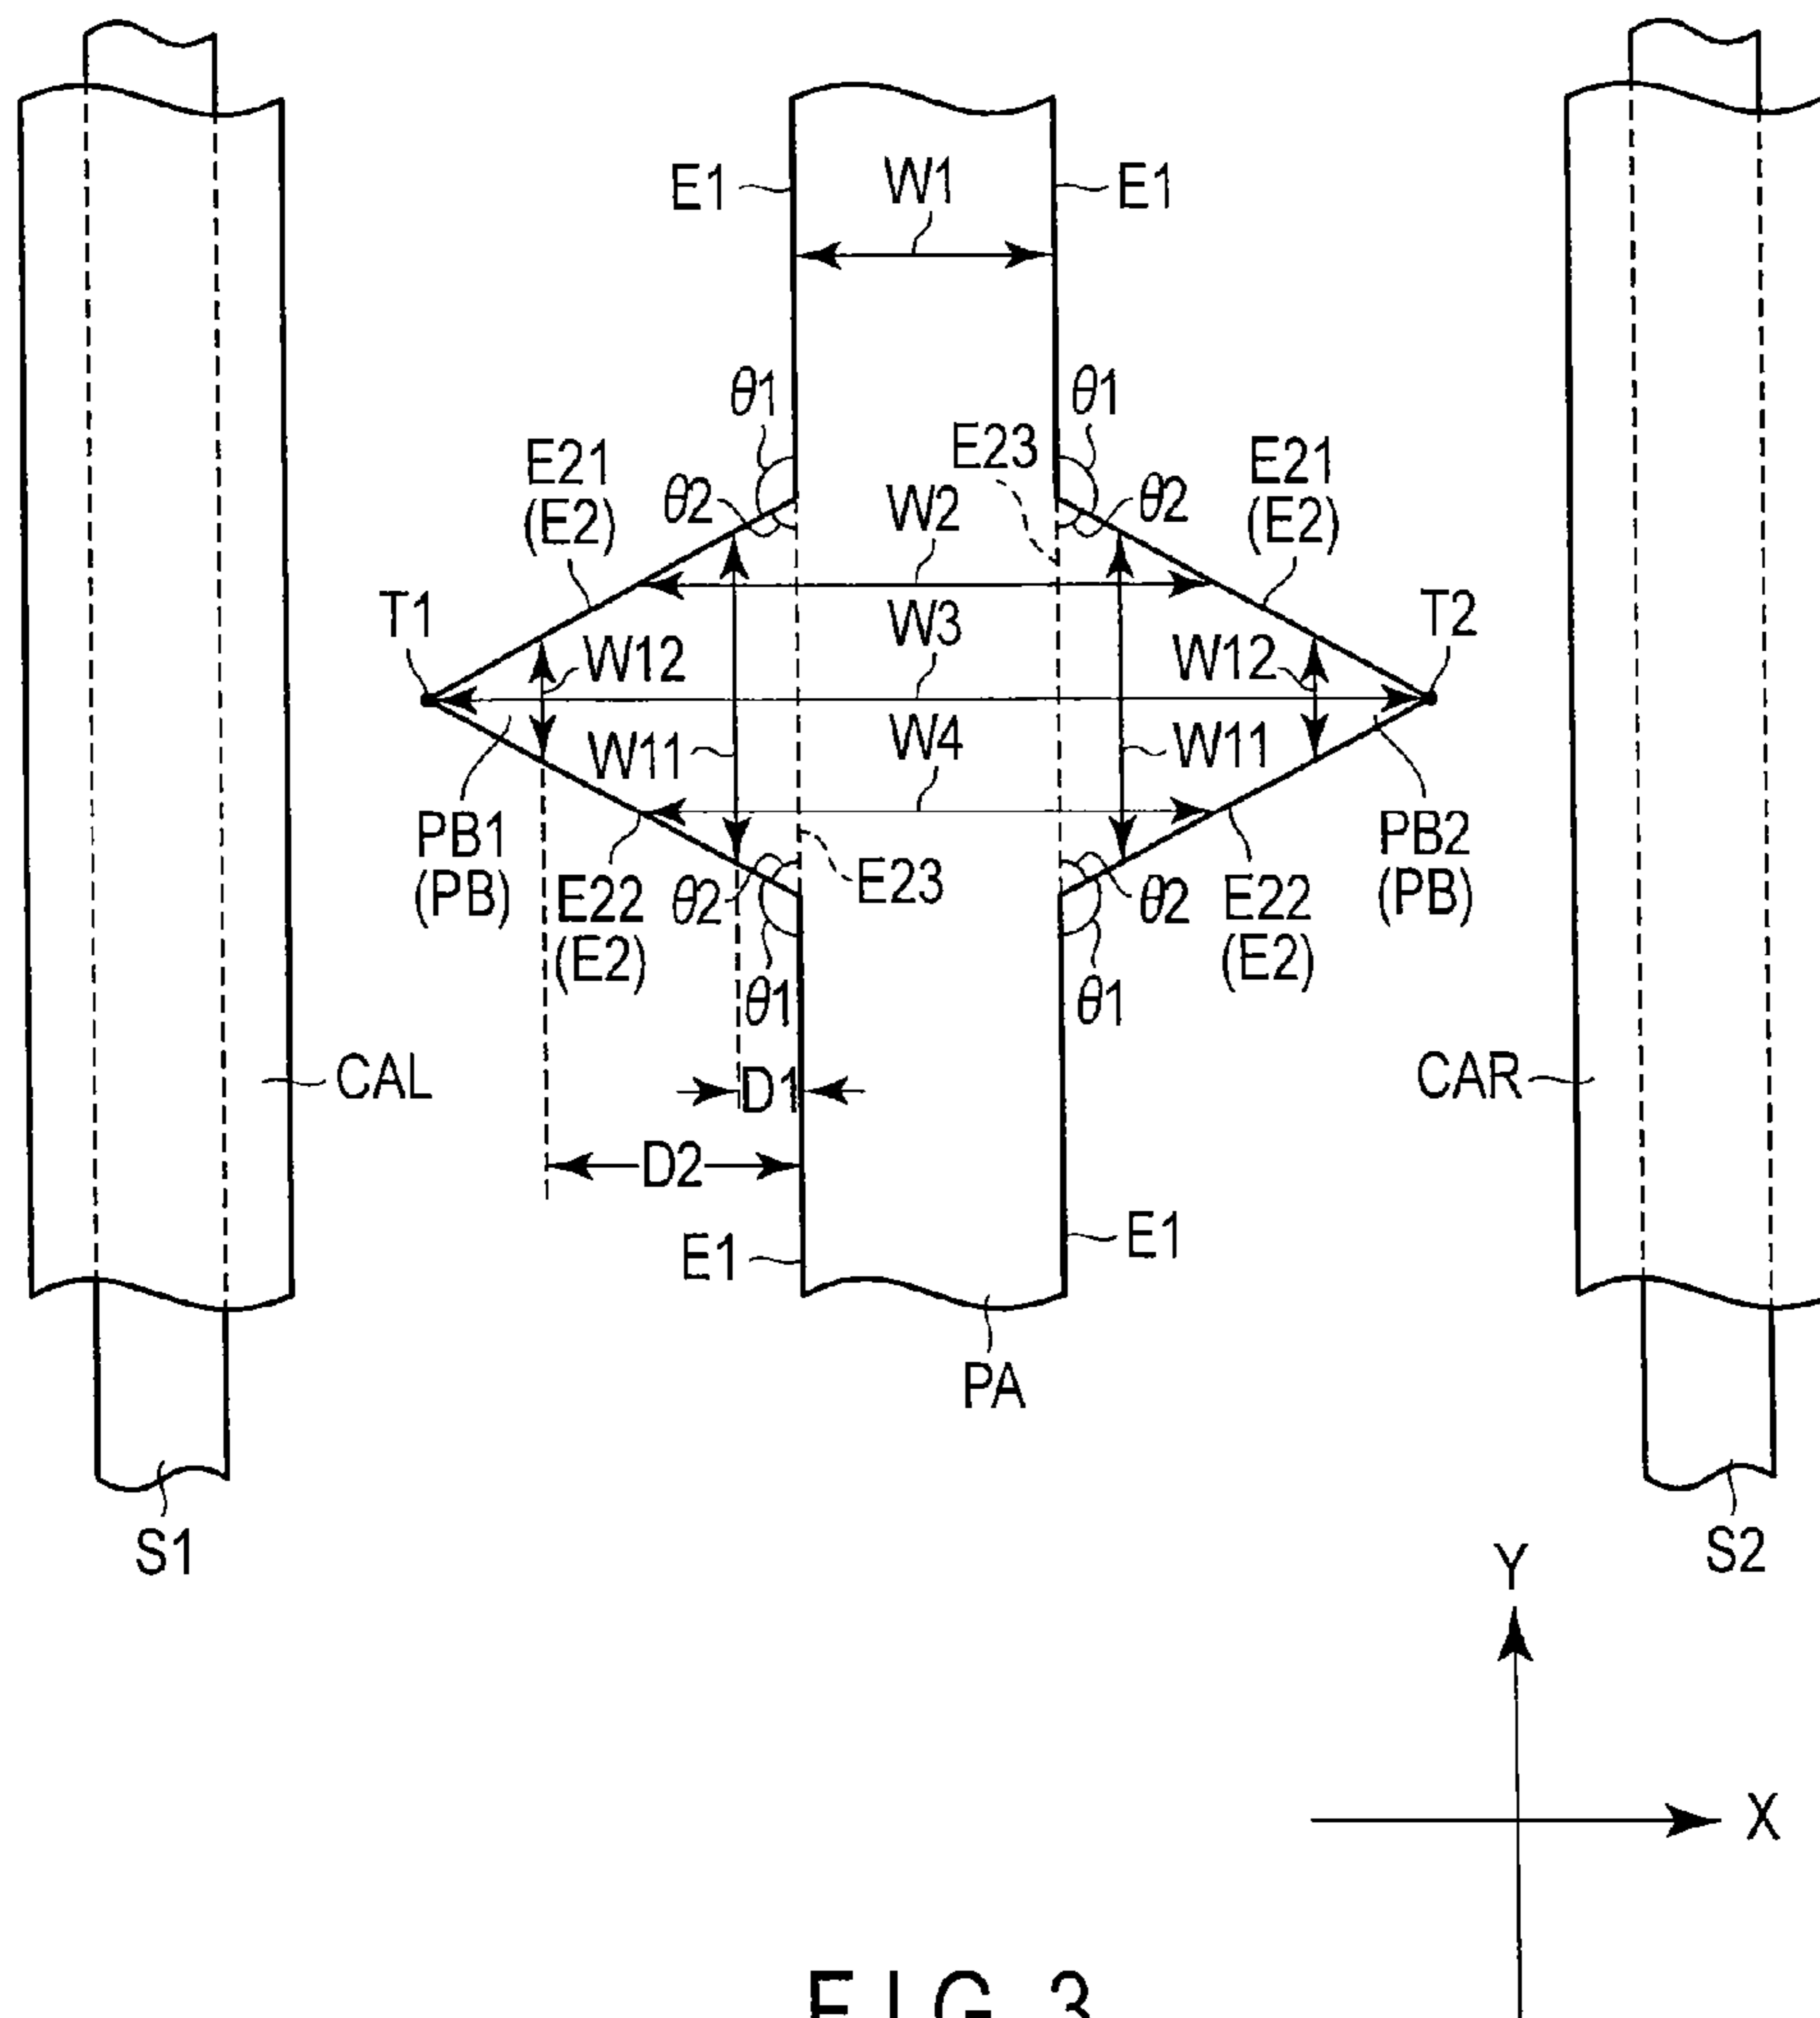 E1
W1
E1
θ1
θ1
E21
(E2)
θ2
E23
W2
θ2
E21
(E2)
T1
W3
T2
W12
W12
W11
W4
W11
PB1
(PB)
E22
(E2)
θ2
E23
θ2
E22
(E2)
PB2
(PB)
θ1
θ1
CAL
D1
CAR
D2
E1
E1
PA
S1
S2
Y
X
FIG. 3